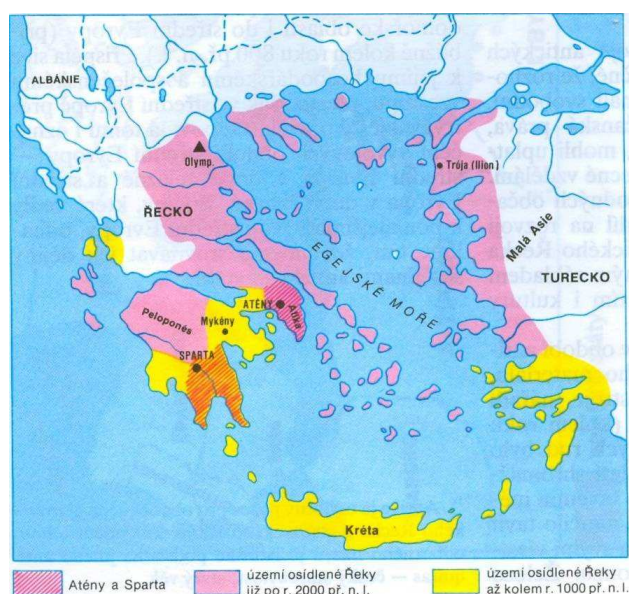 ALBÁNIE
Olymp.
Trója (Ilion)
ŘECKO
Malá Asie
EGEJSKÉ MOŘE
TURECKO
ATÉNY
Attika
Peloponés
Mykény
SPARTA
Kréta
Atény a Sparta
území osídlené Řeky
již po r. 2000 př. n. l.
území osídlené Řeky
až kolem r. 1000 př. n. l.